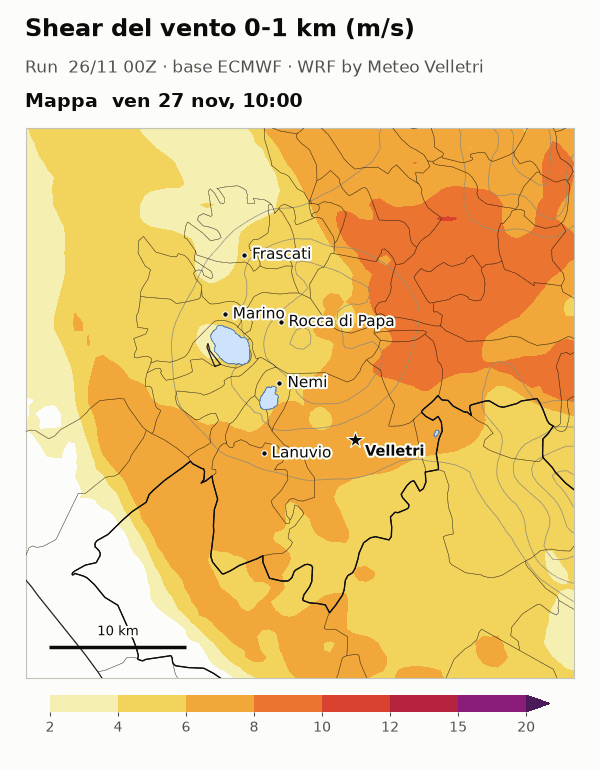 Shear del vento 0-1 km (m/s)
Run  26/11 00Z · base ECMWF · WRF by Meteo Velletri
Mappa  ven 27 nov, 10:00
Frascati
Marino
Rocca di Papa
Nemi
Velletri
Lanuvio
10 km
2 4 6 8 10 12 15 20